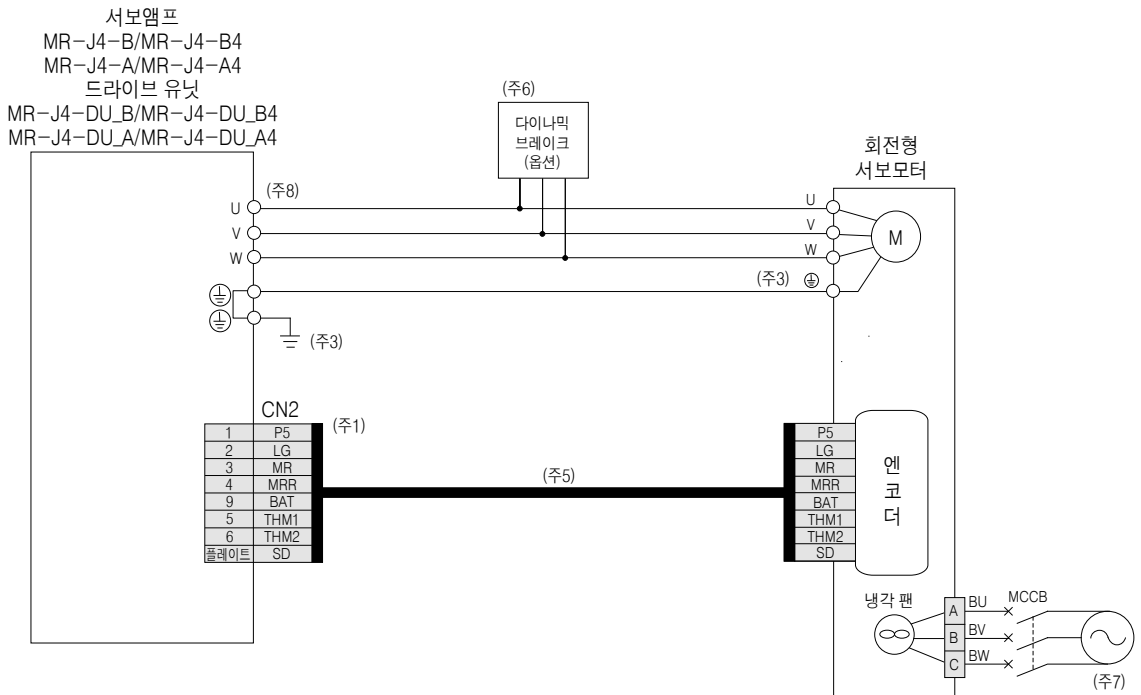 서보앰프
MR-J4-B/MR-J4-B4
MR-J4-A/MR-J4-A4
드라이브 유닛
MR-J4-DU_B/MR-J4-DU_B4
MR-J4-DU_A/MR-J4-DU_A4
(주6)
다이나믹
브레이크
(옵션)
회전형
서보모터
(주8)
U
V
W
U
V
W
M
(주3)
(주3)
CN2
(주1)
1 P5
2 LG
3 MR
4 MRR
9 BAT
5 THM1
6 THM2
플레이트 SD
(주5)
P5
LG
MR
MRR
BAT
THM1
THM2
SD
엔
코
더
냉각 팬
A BU
B BV
C BW
MCCB
(주7)